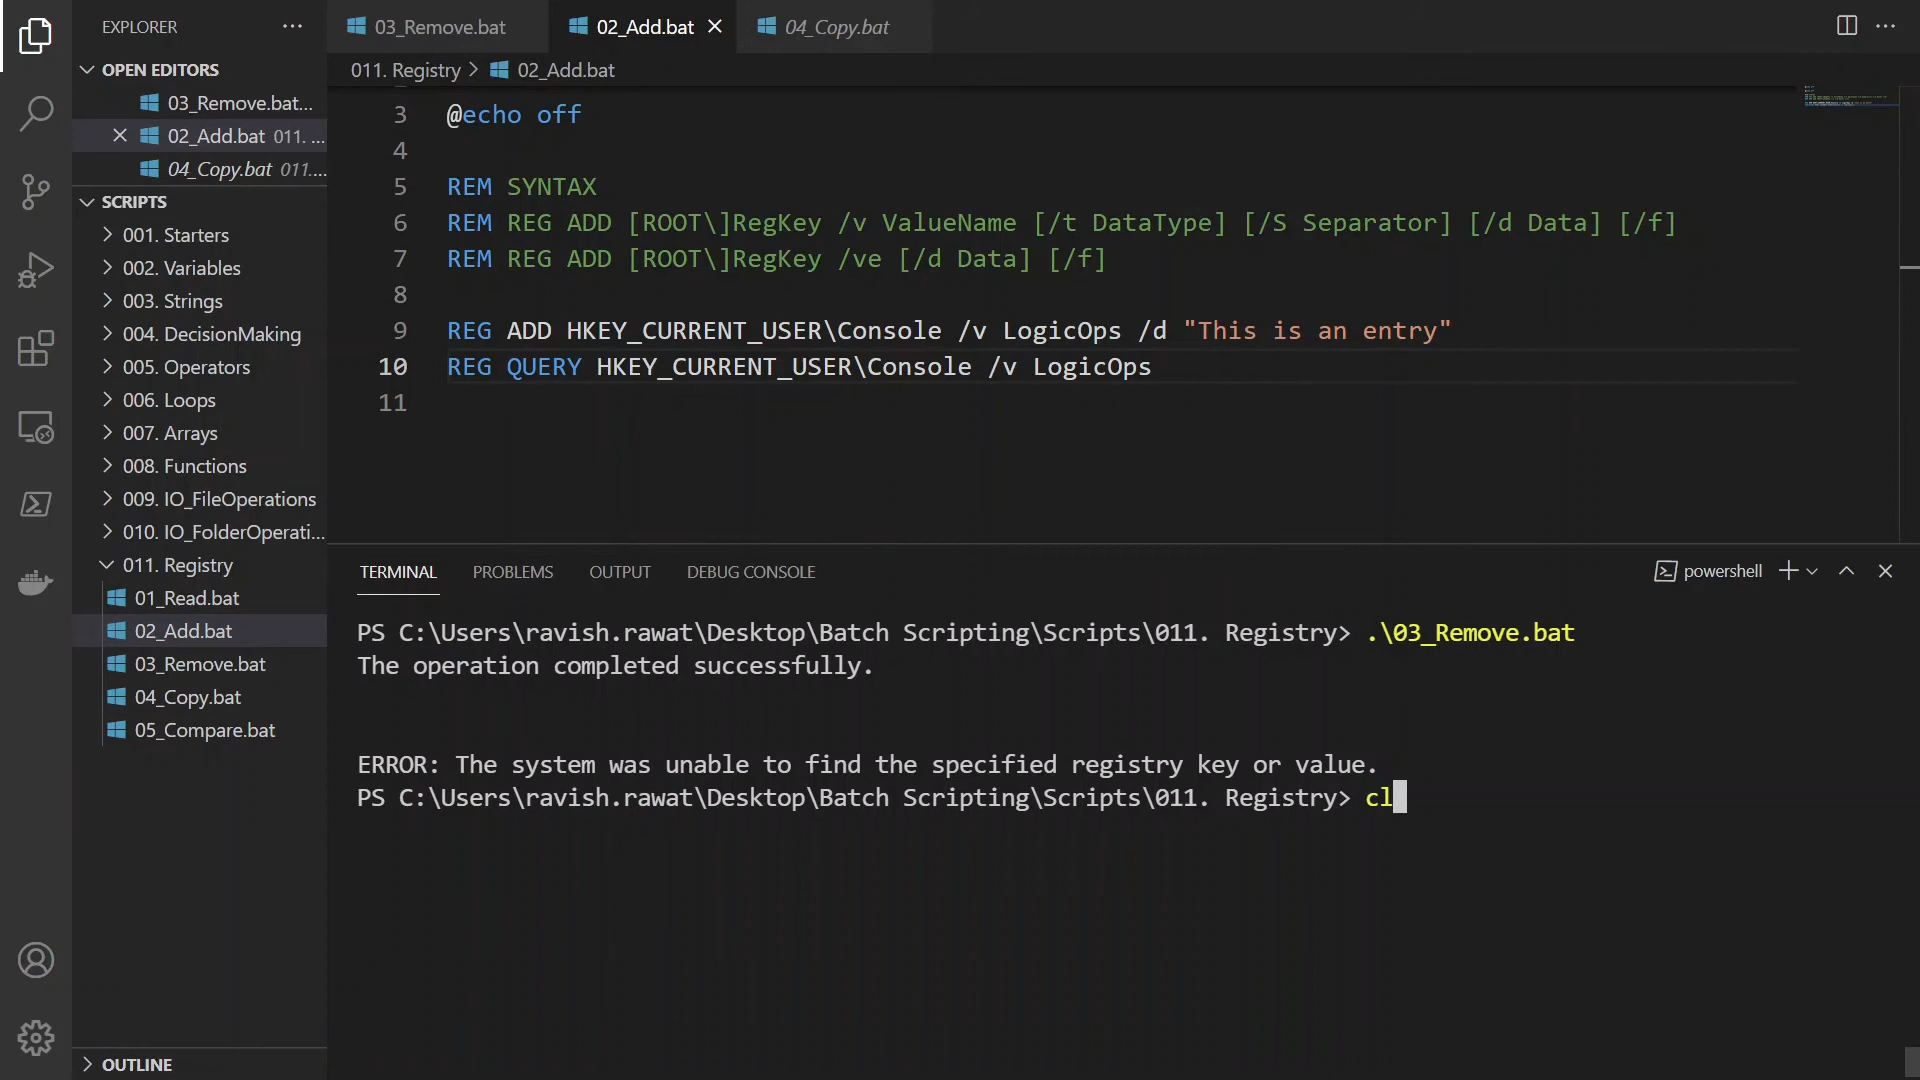 EXPLORER
OPEN EDITORS
03_Remove.bat...
02_Add.bat 011. ...
04_Copy.bat 011....
SCRIPTS
001. Starters
002. Variables
003. Strings
004. DecisionMaking
005. Operators
006. Loops
007. Arrays
008. Functions
009. IO_FileOperations
010. IO_FolderOperati...
011. Registry
01_Read.bat
02_Add.bat
03_Remove.bat
04_Copy.bat
05_Compare.bat
OUTLINE
03_Remove.bat 02_Add.bat 04_Copy.bat
011. Registry > 02_Add.bat
3 @echo off
4
5 REM SYNTAX
6 REM REG ADD [ROOT\]RegKey /v ValueName [/t DataType] [/S Separator] [/d Data] [/f]
7 REM REG ADD [ROOT\]RegKey /ve [/d Data] [/f]
8
9 REG ADD HKEY_CURRENT_USER\Console /v LogicOps /d "This is an entry"
10 REG QUERY HKEY_CURRENT_USER\Console /v LogicOps
11
TERMINAL PROBLEMS OUTPUT DEBUG CONSOLE powershell
PS C:\Users\ravish.rawat\Desktop\Batch Scripting\Scripts\011. Registry> .\03_Remove.bat
The operation completed successfully.
ERROR: The system was unable to find the specified registry key or value.
PS C:\Users\ravish.rawat\Desktop\Batch Scripting\Scripts\011. Registry> cl